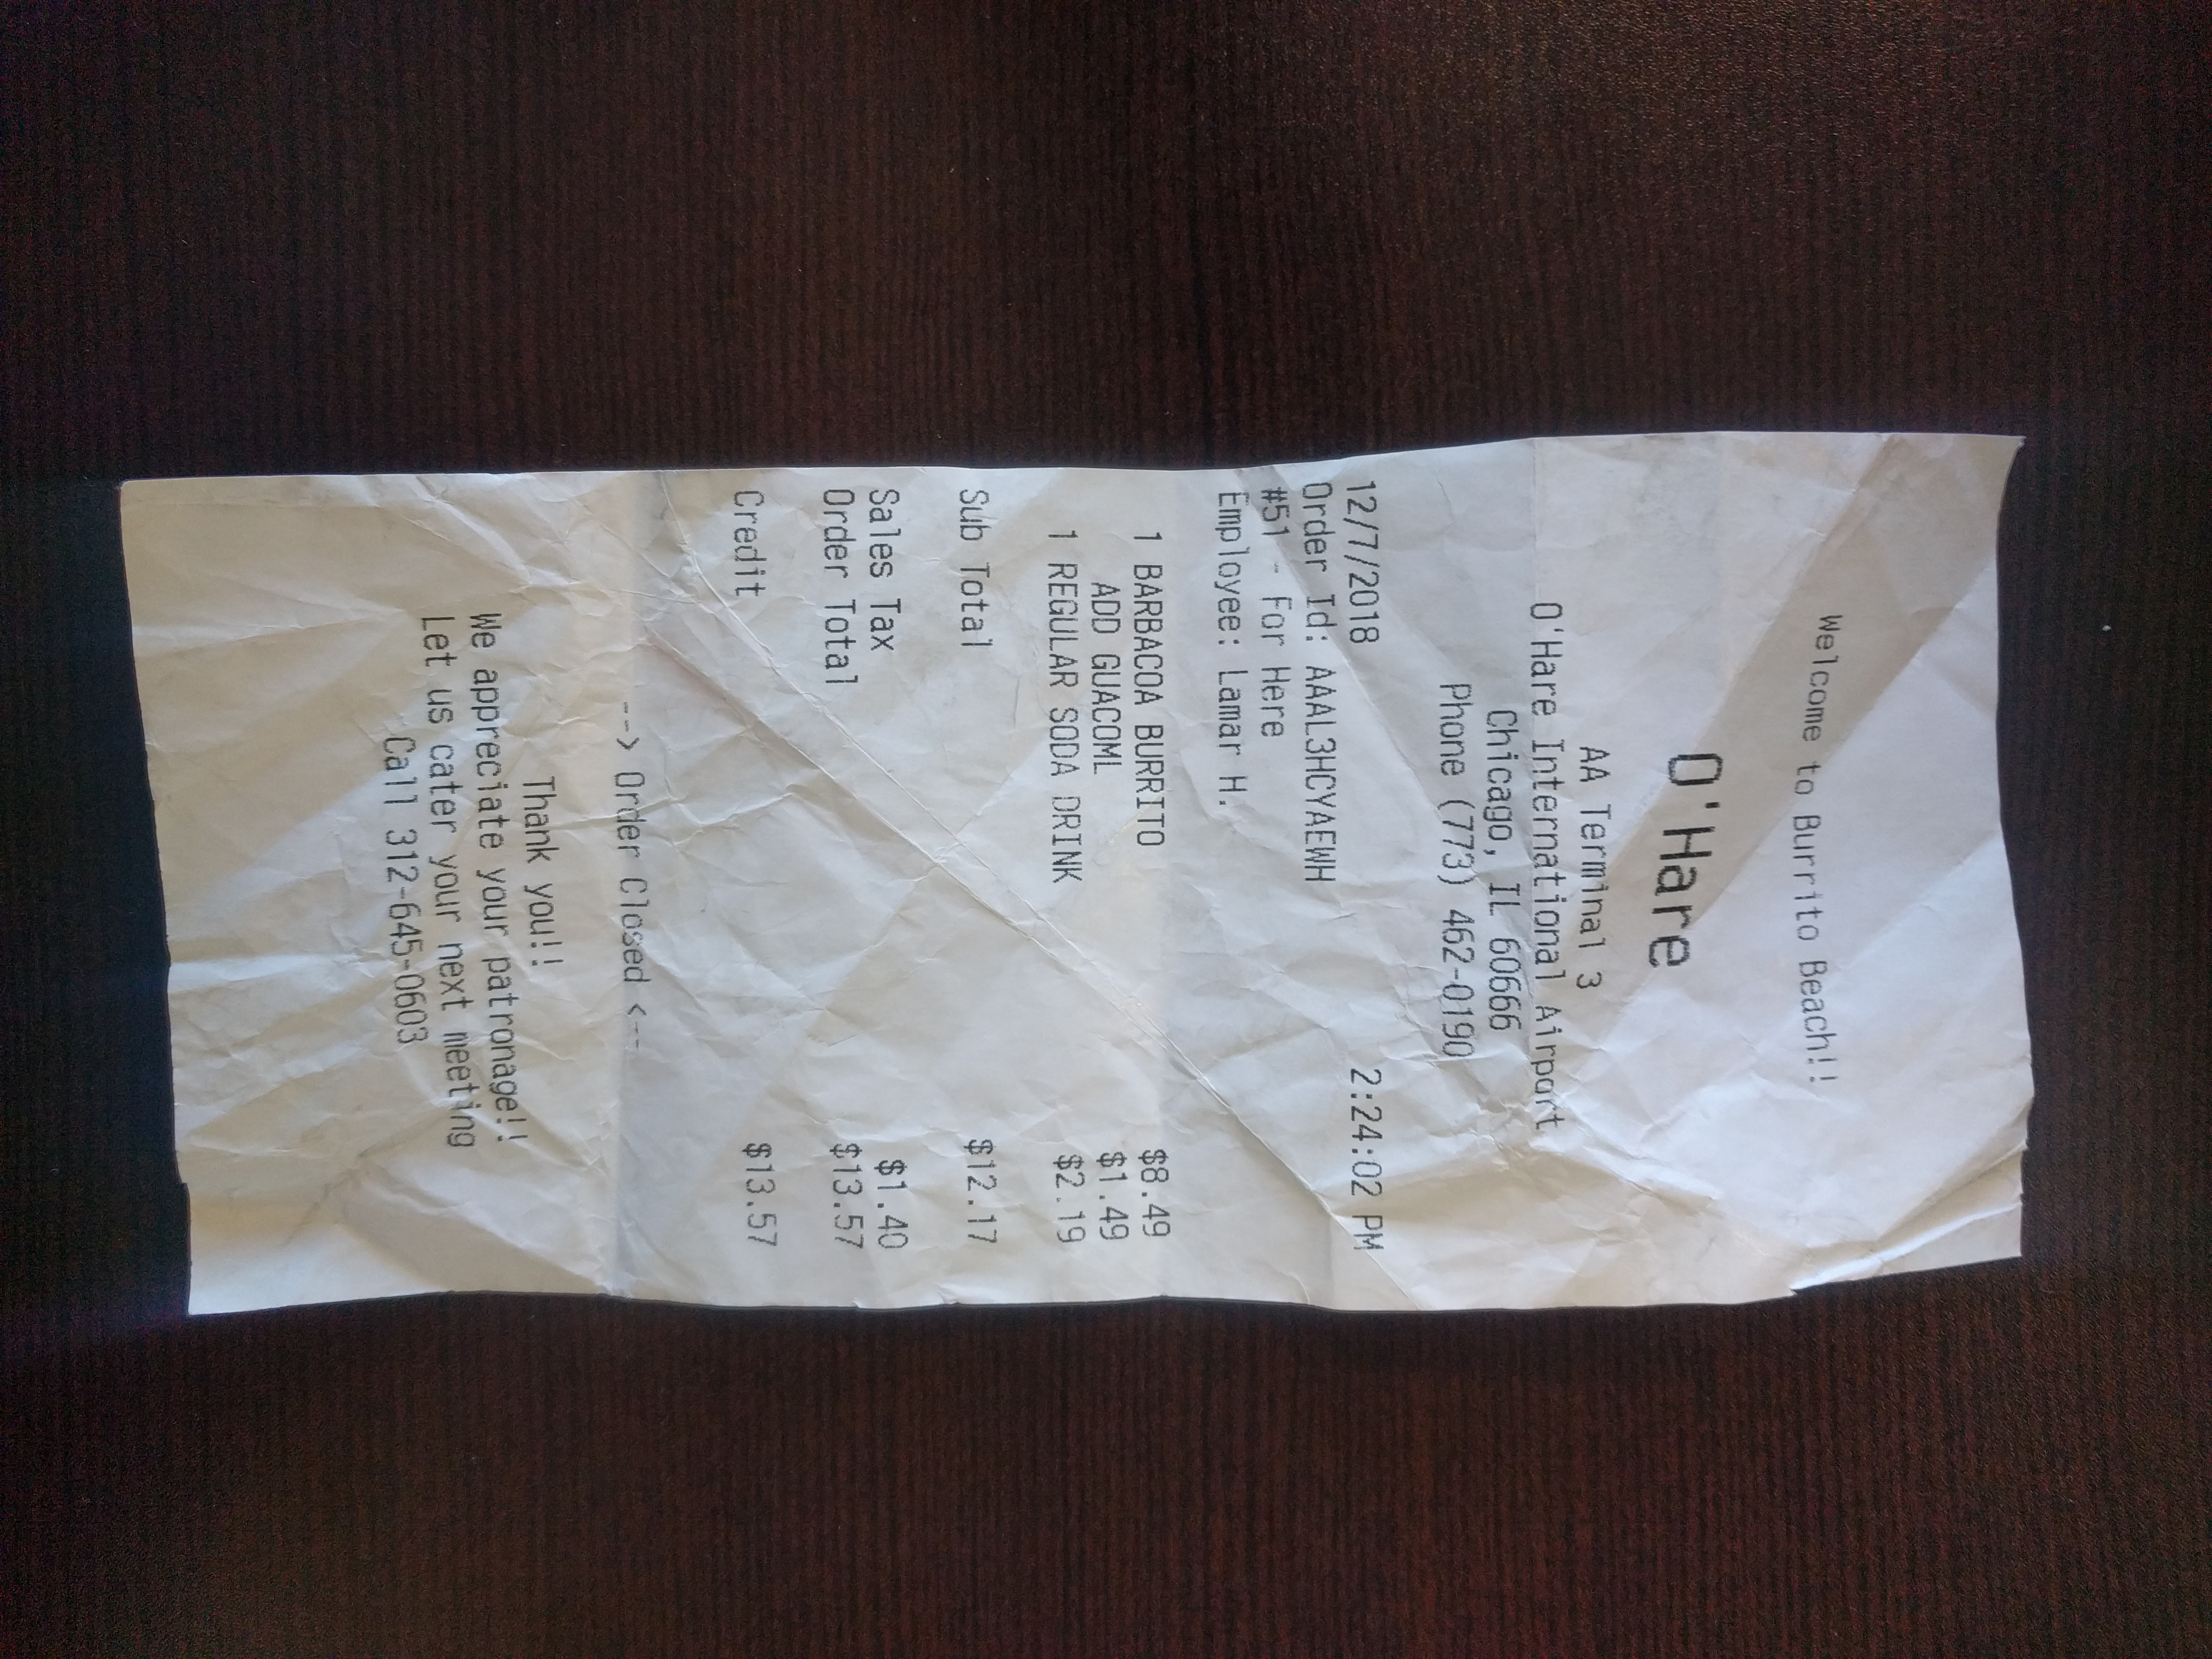 Welcome to Burrito Beach!!
O'Hare
AA Terminal 3
O'Hare International Airport
Chicago, IL 60666
Phone (773) 462-0190
12/7/2018 2:24:02 PM
Order Id: AAAL3HCYAEWH
#51 - For Here
Employee: Lamar H.
1 BARBACOA BURRITO $8.49
ADD GUACOML $1.49
1 REGULAR SODA DRINK $2.19
Sub Total $12.17
Sales Tax $1.40
Order Total $13.57
Credit $13.57
--> Order Closed <--
Thank you!!
We appreciate your patronage!!
Let us cater your next meeting
Call 312-645-0603